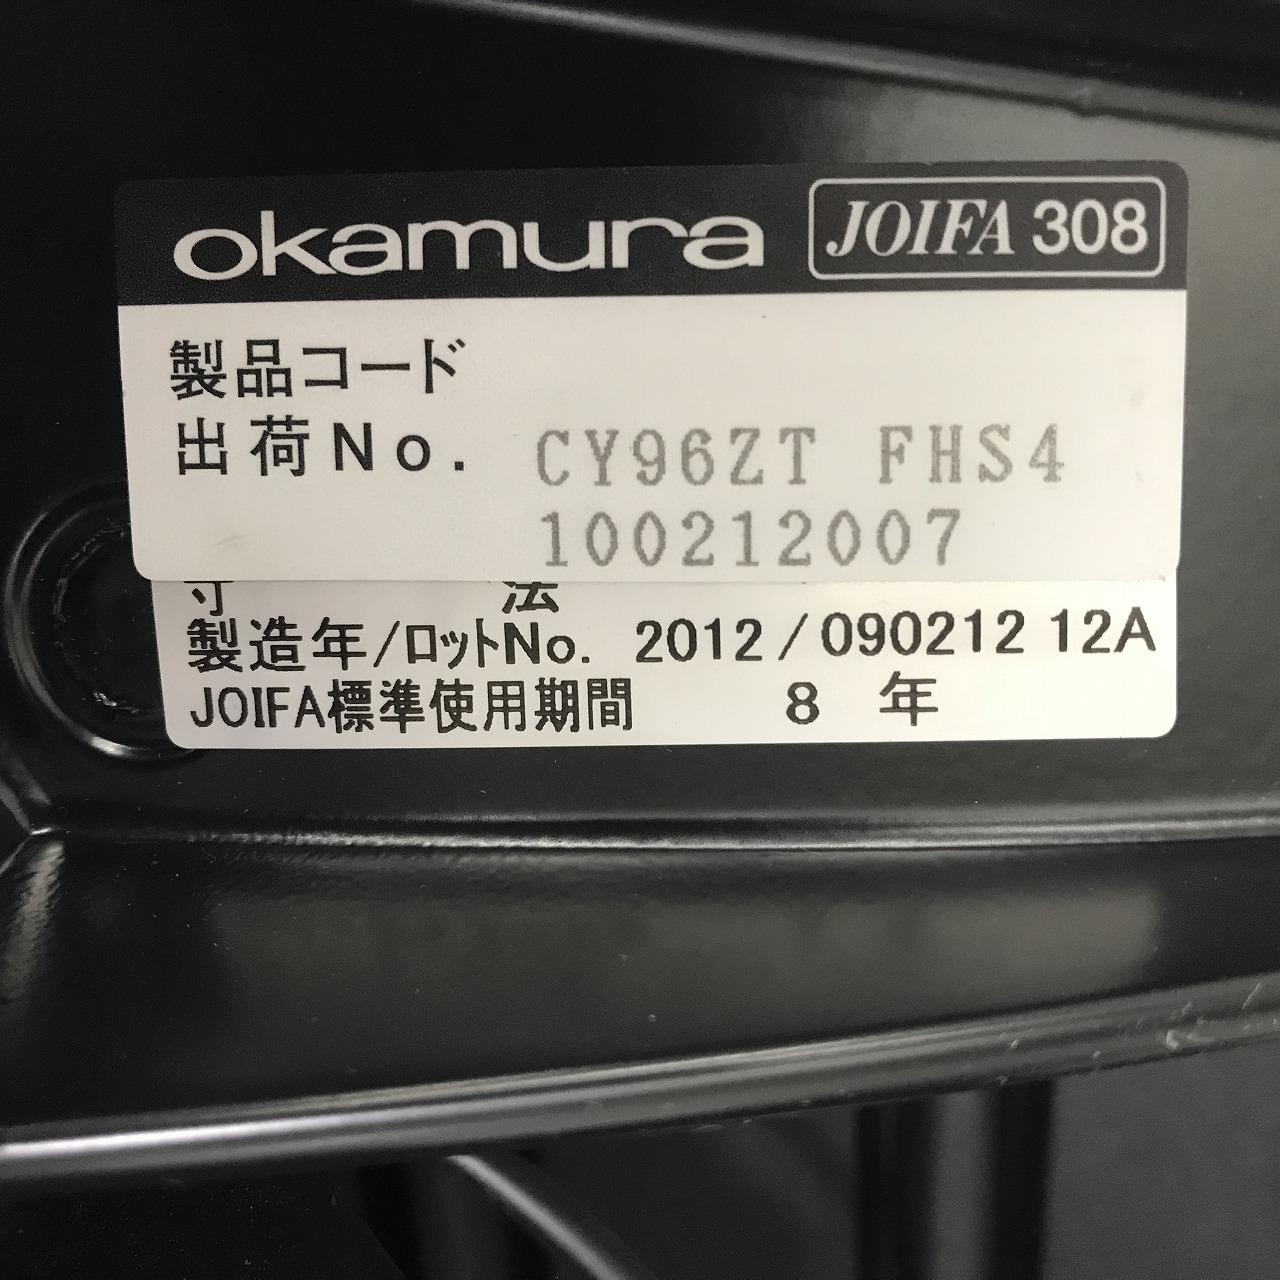 okamura JOIFA 308
製品コード
出荷No. CY96ZT FHS4
100212007
寸 法
製造年/ロットNo. 2012/090212 12A
JOIFA標準使用期間 8 年